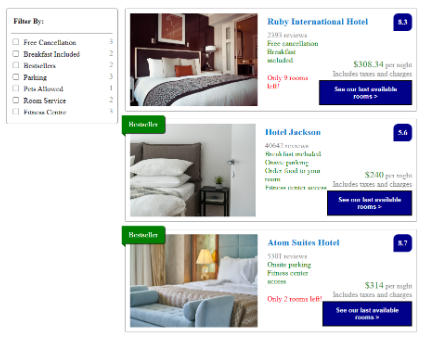 Filter By:
Free Cancellation 3
Breakfast Included 2
Bestsellers 2
Parking 3
Pets Allowed 1
Room Service 2
Fitness Centre 3
Ruby International Hotel 8.3
2393 reviews
Free cancellation
Breakfast
included
Only 9 rooms
left!
$308.34 per night
Includes taxes and charges
See our last available
rooms >
Bestseller
Hotel Jackson 5.6
reviews
Breakfast included
Onsite parking
Order food to your
room
Fitness center access
$240 per night
Includes taxes and charges
See our last available
rooms >
Bestseller
Atom Suites Hotel 8.7
5301 reviews
Onsite parking
Fitness center
access
Only 2 rooms left!
$314 per night
Includes taxes and charges
See our last available
rooms >